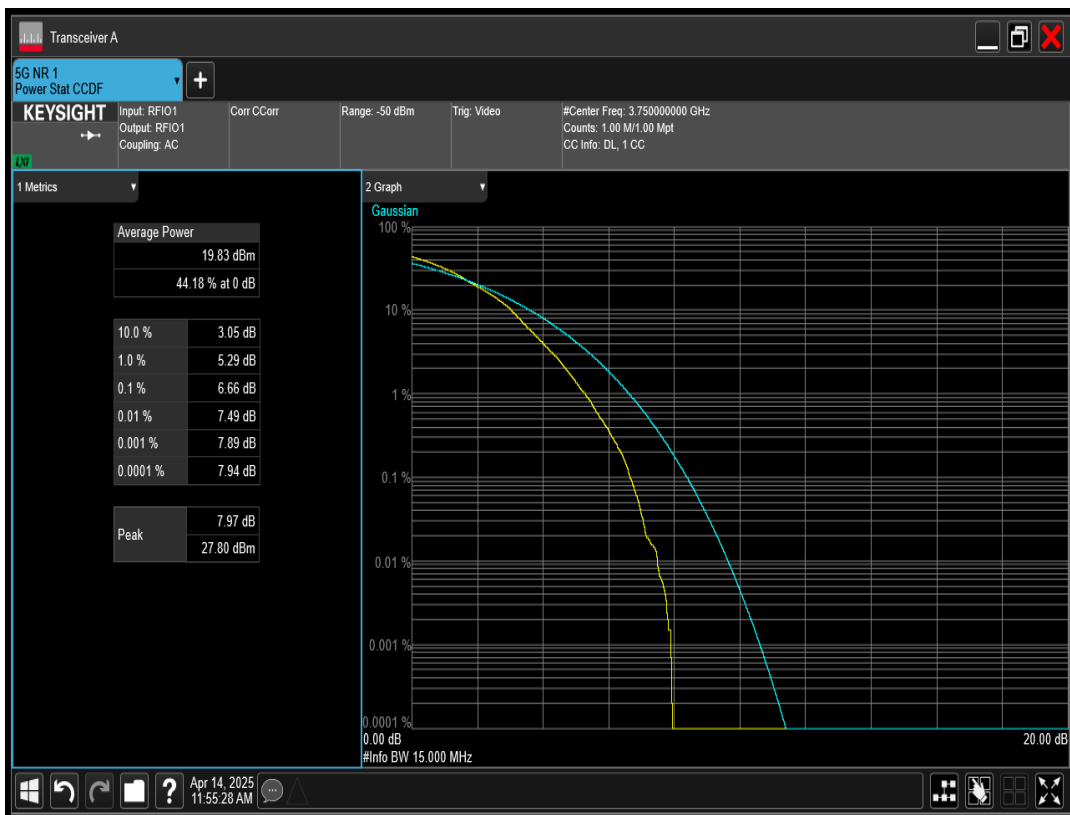 Transceiver A
5G NR 1
Power Stat CCDF
+
KEYSIGHT
LXI
Input: RFIO1
Output: RFIO1
Coupling: AC
Corr CCorr
Range: -50 dBm
Trig: Video
#Center Freq: 3.750000000 GHz
Counts: 1.00 M/1.00 Mpt
CC Info: DL, 1 CC
1 Metrics
Average Power
19.83 dBm
44.18 % at 0 dB
10.0 % 3.05 dB
1.0 % 5.29 dB
0.1 % 6.66 dB
0.01 % 7.49 dB
0.001 % 7.89 dB
0.0001 % 7.94 dB
Peak
7.97 dB
27.80 dBm
2 Graph
Gaussian
100 %
10 %
1 %
0.1 %
0.01 %
0.001 %
0.0001 %
0.00 dB 20.00 dB
#Info BW 15.000 MHz
?
Apr 14, 2025
11:55:28 AM